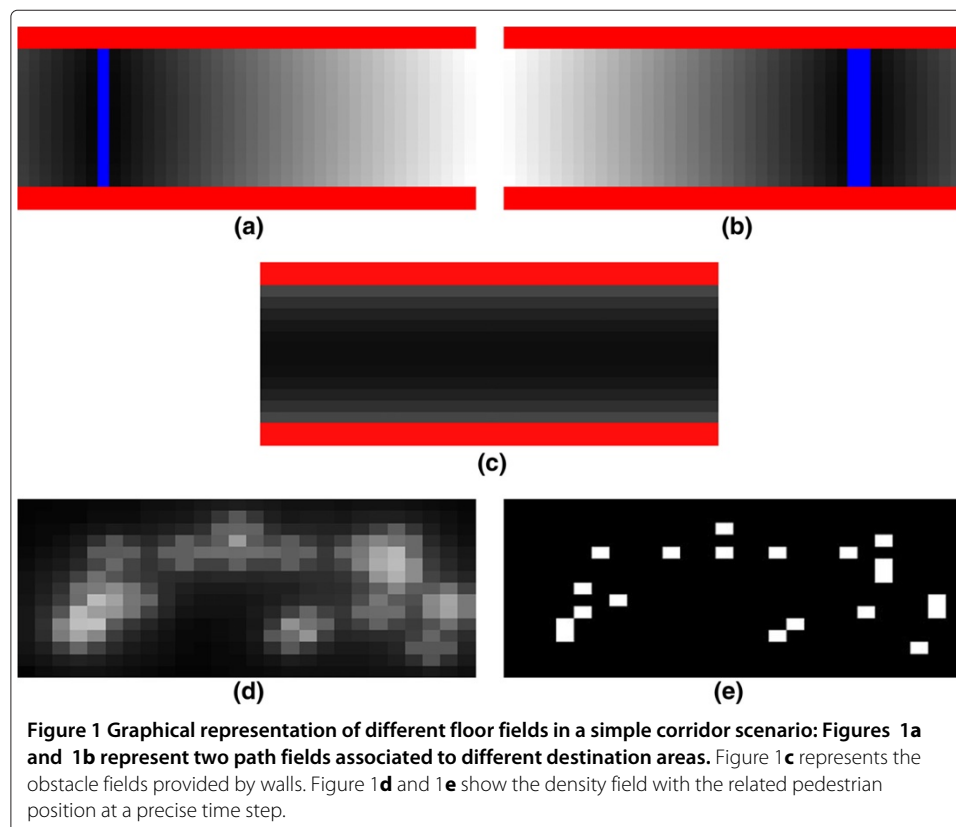 (a)
(b)
(c)
(d)
(e)
Figure 1 Graphical representation of different floor fields in a simple corridor scenario: Figures 1a
and 1b represent two path fields associated to different destination areas. Figure 1c represents the
obstacle fields provided by walls. Figure 1d and 1e show the density field with the related pedestrian
position at a precise time step.